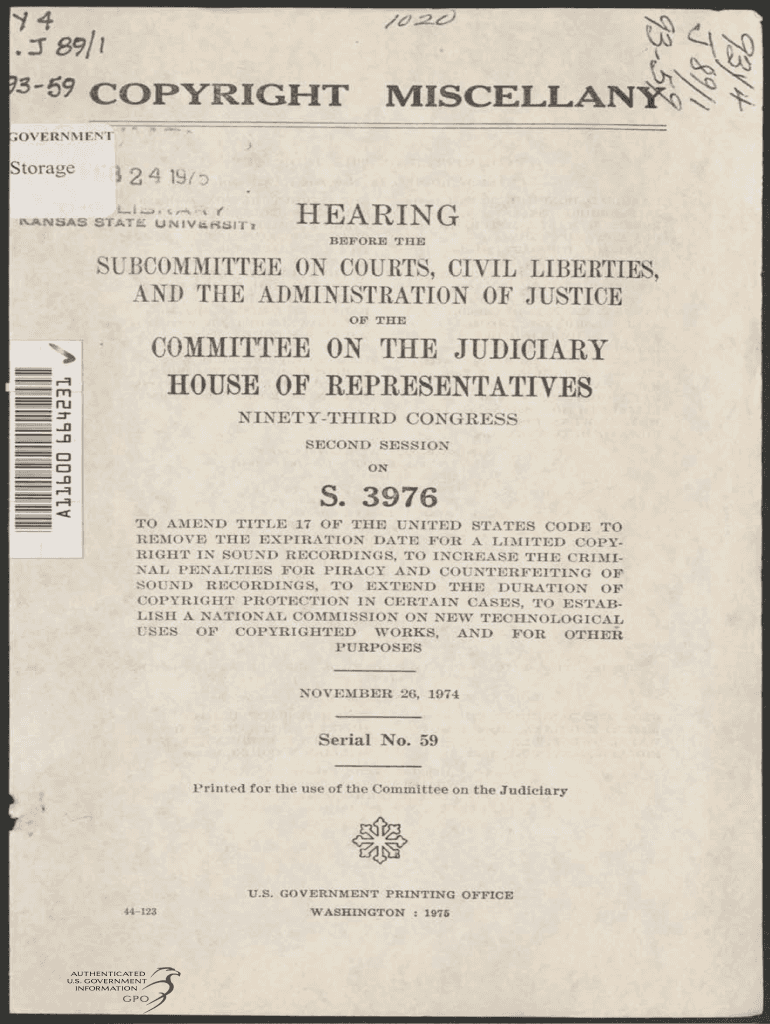 Y 4
. J 89/1
93-59
1020
93Y4
J 89/1
93-59
COPYRIGHT MISCELLANY
GOVERNMENT
Storage
24 1975
LIBRARY
KANSAS STATE UNIVERSITY
HEARING
BEFORE THE
SUBCOMMITTEE ON COURTS, CIVIL LIBERTIES,
AND THE ADMINISTRATION OF JUSTICE
OF THE
COMMITTEE ON THE JUDICIARY
HOUSE OF REPRESENTATIVES
NINETY-THIRD CONGRESS
SECOND SESSION
ON
S. 3976
TO AMEND TITLE 17 OF THE UNITED STATES CODE TO
REMOVE THE EXPIRATION DATE FOR A LIMITED COPY-
RIGHT IN SOUND RECORDINGS, TO INCREASE THE CRIMI-
NAL PENALTIES FOR PIRACY AND COUNTERFEITING OF
SOUND RECORDINGS, TO EXTEND THE DURATION OF
COPYRIGHT PROTECTION IN CERTAIN CASES, TO ESTAB-
LISH A NATIONAL COMMISSION ON NEW TECHNOLOGICAL
USES OF COPYRIGHTED WORKS, AND FOR OTHER
PURPOSES
NOVEMBER 26, 1974
Serial No. 59
Printed for the use of the Committee on the Judiciary
U.S. GOVERNMENT PRINTING OFFICE
44-123 WASHINGTON : 1975
AUTHENTICATED
U.S. GOVERNMENT
INFORMATION
GPO